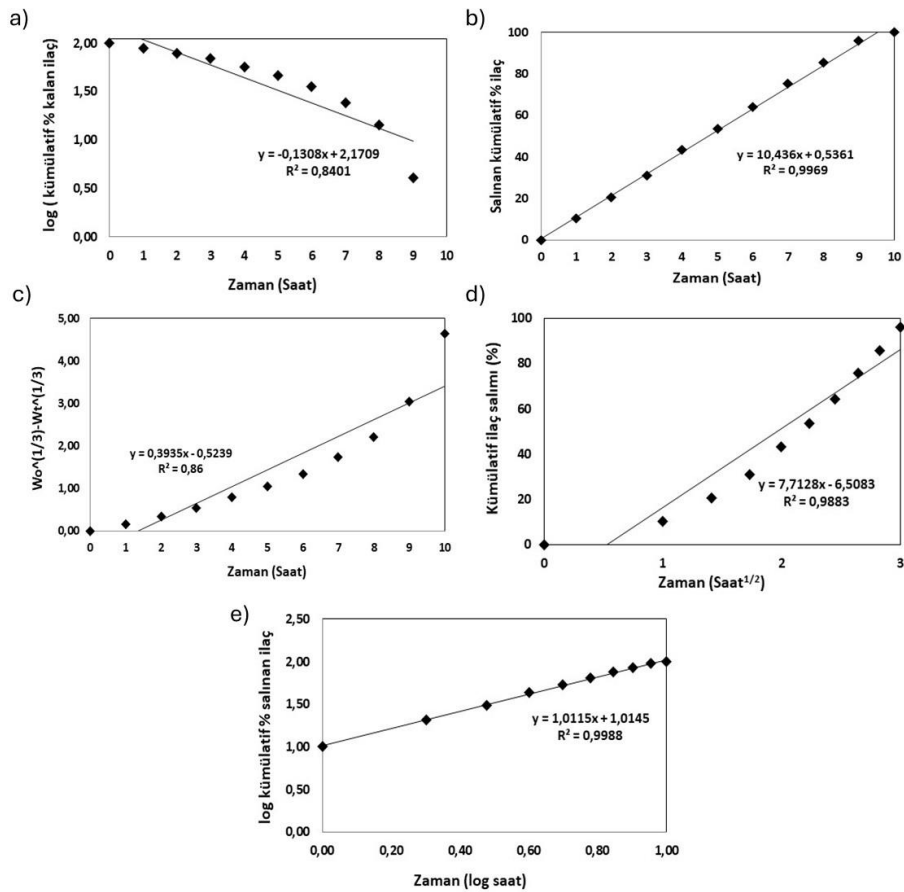 a)
log ( kümülatif % kalan ilaç)
2,00
1,50
1,00
0,50
0,00
y = -0,1308x + 2,1709
R² = 0,8401
0 1 2 3 4 5 6 7 8 9 10
Zaman (Saat)
b)
Salınan kümülatif % ilaç
100
80
60
40
20
0
y = 10,436x + 0,5361
R² = 0,9969
0 1 2 3 4 5 6 7 8 9 10
Zaman (Saat)
c)
Wo^(1/3)-Wt^(1/3)
5,00
4,00
3,00
2,00
1,00
0,00
y = 0,3935x - 0,5239
R² = 0,86
0 1 2 3 4 5 6 7 8 9 10
Zaman (Saat)
d)
Kümülatif ilaç salımı (%)
100
80
60
40
20
0
y = 7,7128x - 6,5083
R² = 0,9883
0 1 2 3
Zaman (Saat¹/²)
e)
log kümülatif % salınan ilaç
2,50
2,00
1,50
1,00
0,50
0,00
y = 1,0115x + 1,0145
R² = 0,9988
0,00 0,20 0,40 0,60 0,80 1,00
Zaman (log saat)